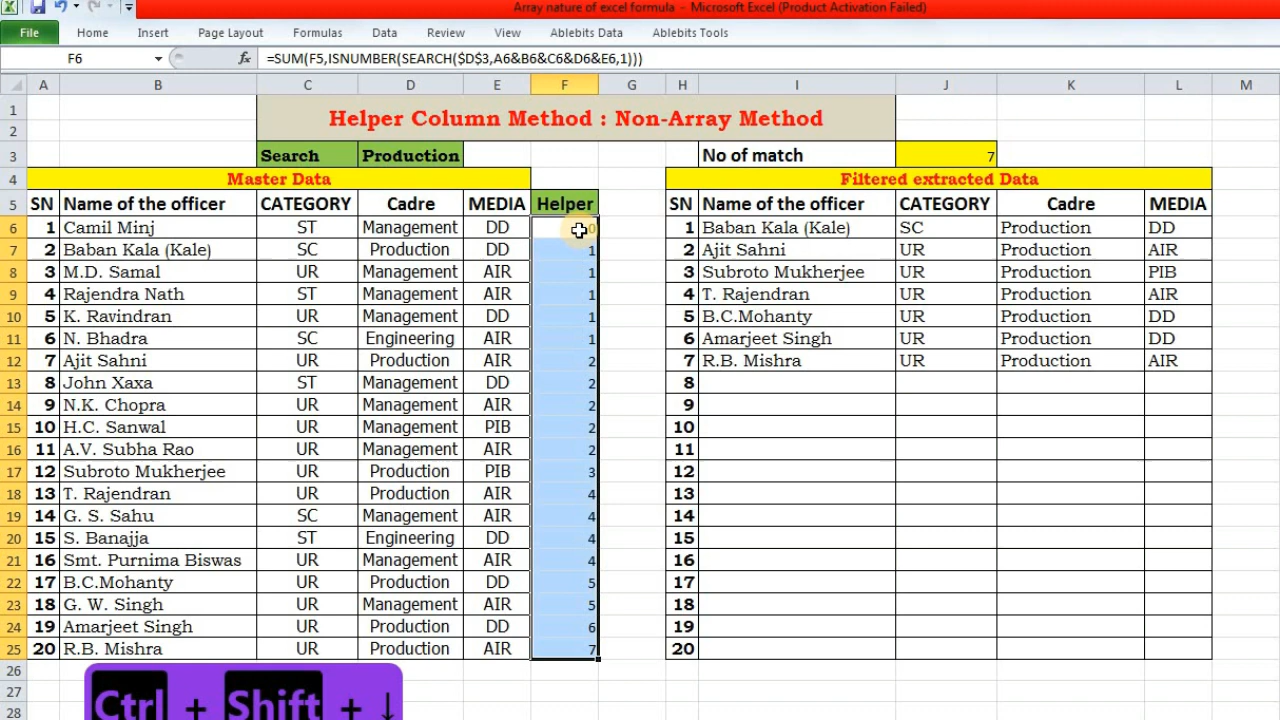 Array nature of excel formula - Microsoft Excel (Product Activation Failed)
File Home Insert Page Layout Formulas Data Review View Ablebits Data Ablebits Tools
F6 fx =SUM(F5,ISNUMBER(SEARCH($D$3,A6&B6&C6&D6&E6,1)))
A B C D E F G H I J K L M
1 Helper Column Method : Non-Array Method
2
3 Search Production No of match 7
4 Master Data Filtered extracted Data
5 SN Name of the officer CATEGORY Cadre MEDIA Helper SN Name of the officer CATEGORY Cadre MEDIA
6 1 Camil Minj ST Management DD 0 1 Baban Kala (Kale) SC Production DD
7 2 Baban Kala (Kale) SC Production DD 1 2 Ajit Sahni UR Production AIR
8 3 M.D. Samal UR Management AIR 1 3 Subroto Mukherjee UR Production PIB
9 4 Rajendra Nath ST Management AIR 1 4 T. Rajendran UR Production AIR
10 5 K. Ravindran UR Management DD 1 5 B.C.Mohanty UR Production DD
11 6 N. Bhadra SC Engineering DD 1 6 Amarjeet Singh UR Production DD
12 7 Ajit Sahni UR Production AIR 2 7 R.B. Mishra UR Production AIR
13 8 John Xaxa ST Management DD 2 8
14 9 N.K. Chopra UR Management AIR 2 9
15 10 H.C. Sanwal UR Management PIB 2 10
16 11 A.V. Subha Rao UR Management AIR 2 11
17 12 Subroto Mukherjee UR Production PIB 3 12
18 13 T. Rajendran UR Production AIR 4 13
19 14 G. S. Sahu SC Management AIR 4 14
20 15 S. Banajja ST Engineering DD 4 15
21 16 Smt. Purnima Biswas UR Management AIR 4 16
22 17 B.C.Mohanty UR Production DD 5 17
23 18 G. W. Singh UR Management AIR 5 18
24 19 Amarjeet Singh UR Production DD 6 19
25 20 R.B. Mishra UR Production AIR 7 20
26
27
28
Ctrl + Shift + ↓